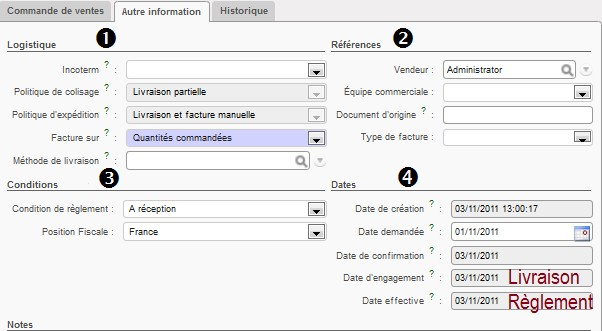 Commande de ventes Autre information Historique
❶ ❷
Logistique Références
Incoterm ? : Vendeur : Administrator
Politique de colisage ? : Livraison partielle Équipe commerciale :
Politique d'expédition ? : Livraison et facture manuelle Document d'origine ? :
Facture sur ? : Quantités commandées Type de facture :
Méthode de livraison ? :
❸ ❹
Conditions Dates
Condition de règlement : A réception Date de création ? : 03/11/2011 13:00:17
Position Fiscale : France Date demandée ? : 01/11/2011
Date de confirmation ? : 03/11/2011
Date d'engagement ? : 03/11/2011 Livraison
Date effective ? : 03/11/2011 Règlement
Notes